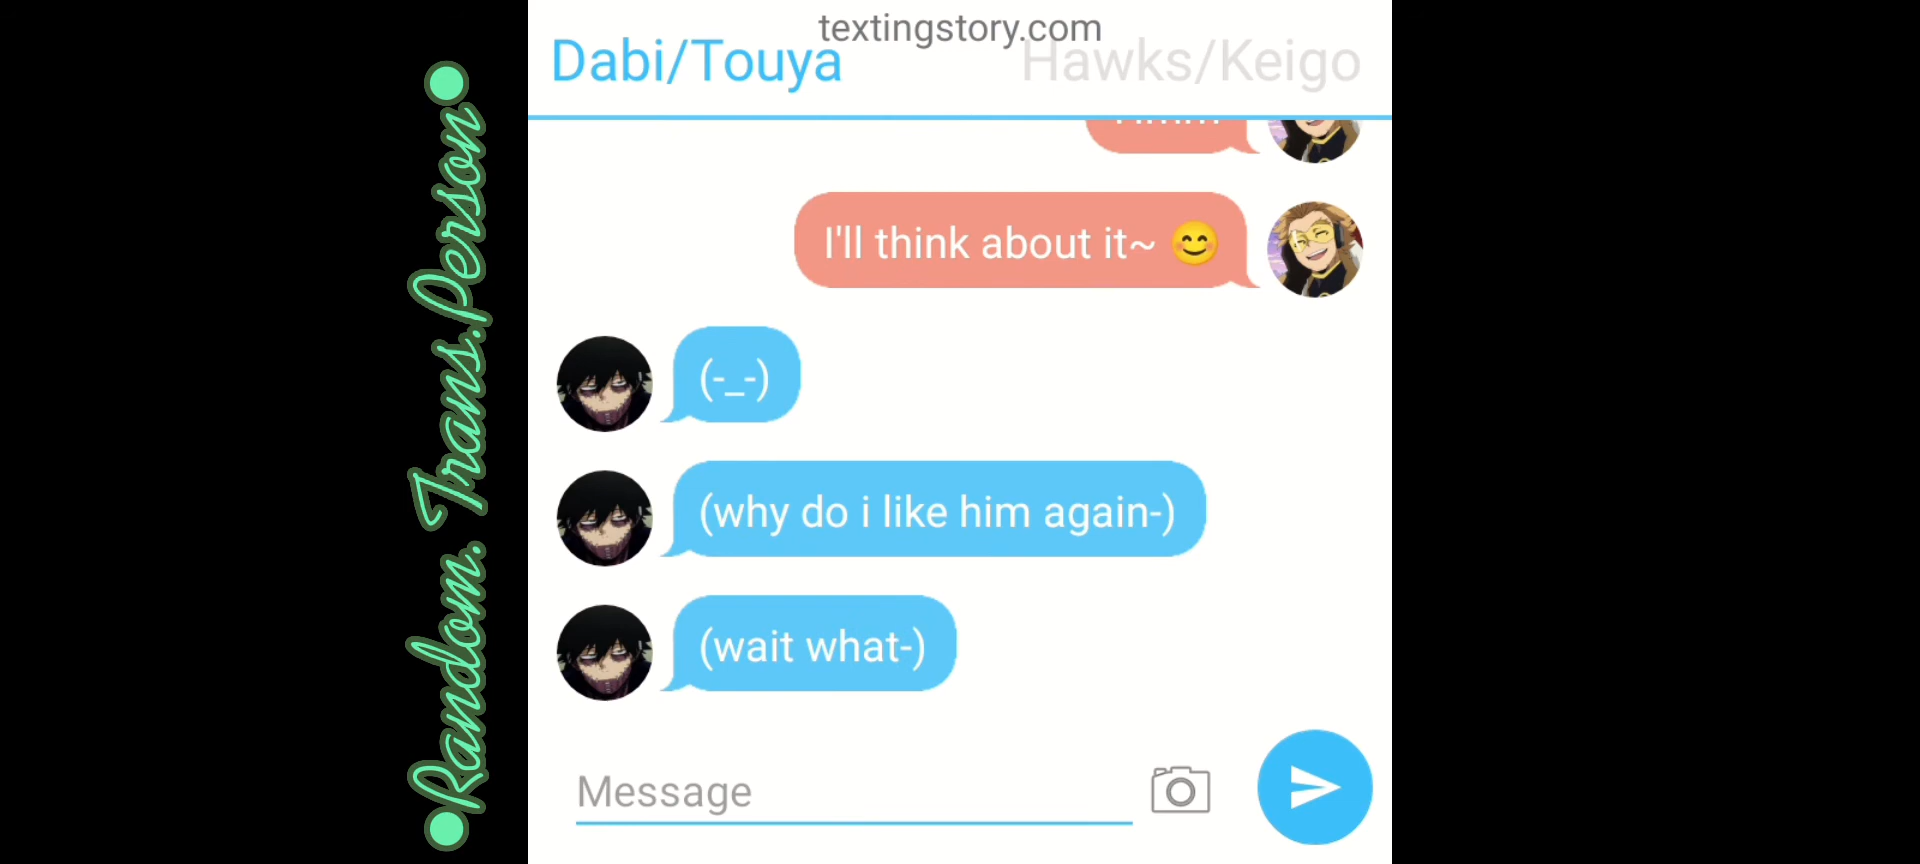 textingstory.com
Dabi/Touya
Hawks/Keigo
I'll think about it~ 😊
(-_-)
(why do i like him again-)
(wait what-)
Message
●Random. Trans.Person●